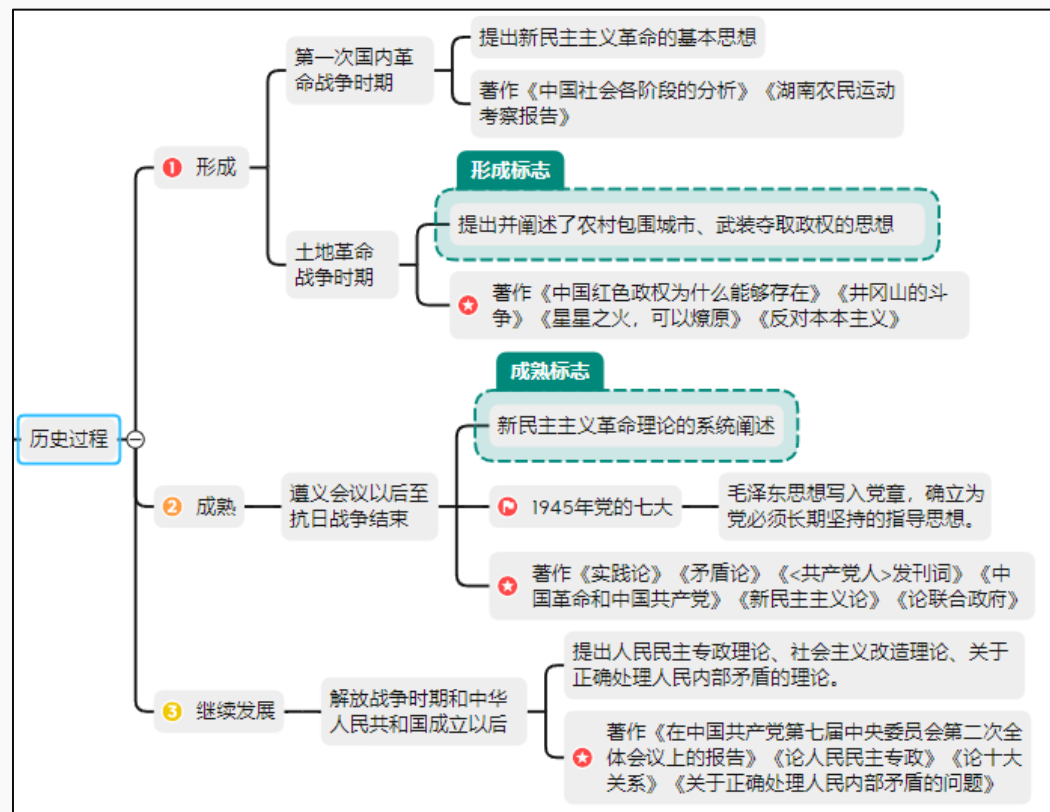 历史过程
1 形成
第一次国内革
命战争时期
提出新民主主义革命的基本思想
著作《中国社会各阶段的分析》《湖南农民运动
考察报告》
土地革命
战争时期
形成标志
提出并阐述了农村包围城市、武装夺取政权的思想
著作《中国红色政权为什么能够存在》《井冈山的斗
争》《星星之火，可以燎原》《反对本本主义》
2 成熟
遵义会议以后至
抗日战争结束
成熟标志
新民主主义革命理论的系统阐述
1945年党的七大
毛泽东思想写入党章，确立为
党必须长期坚持的指导思想。
著作《实践论》《矛盾论》《<共产党人>发刊词》《中
国革命和中国共产党》《新民主主义论》《论联合政府》
3 继续发展
解放战争时期和中华
人民共和国成立以后
提出人民民主专政理论、社会主义改造理论、关于
正确处理人民内部矛盾的理论。
著作《在中国共产党第七届中央委员会第二次全
体会议上的报告》《论人民民主专政》《论十大
关系》《关于正确处理人民内部矛盾的问题》